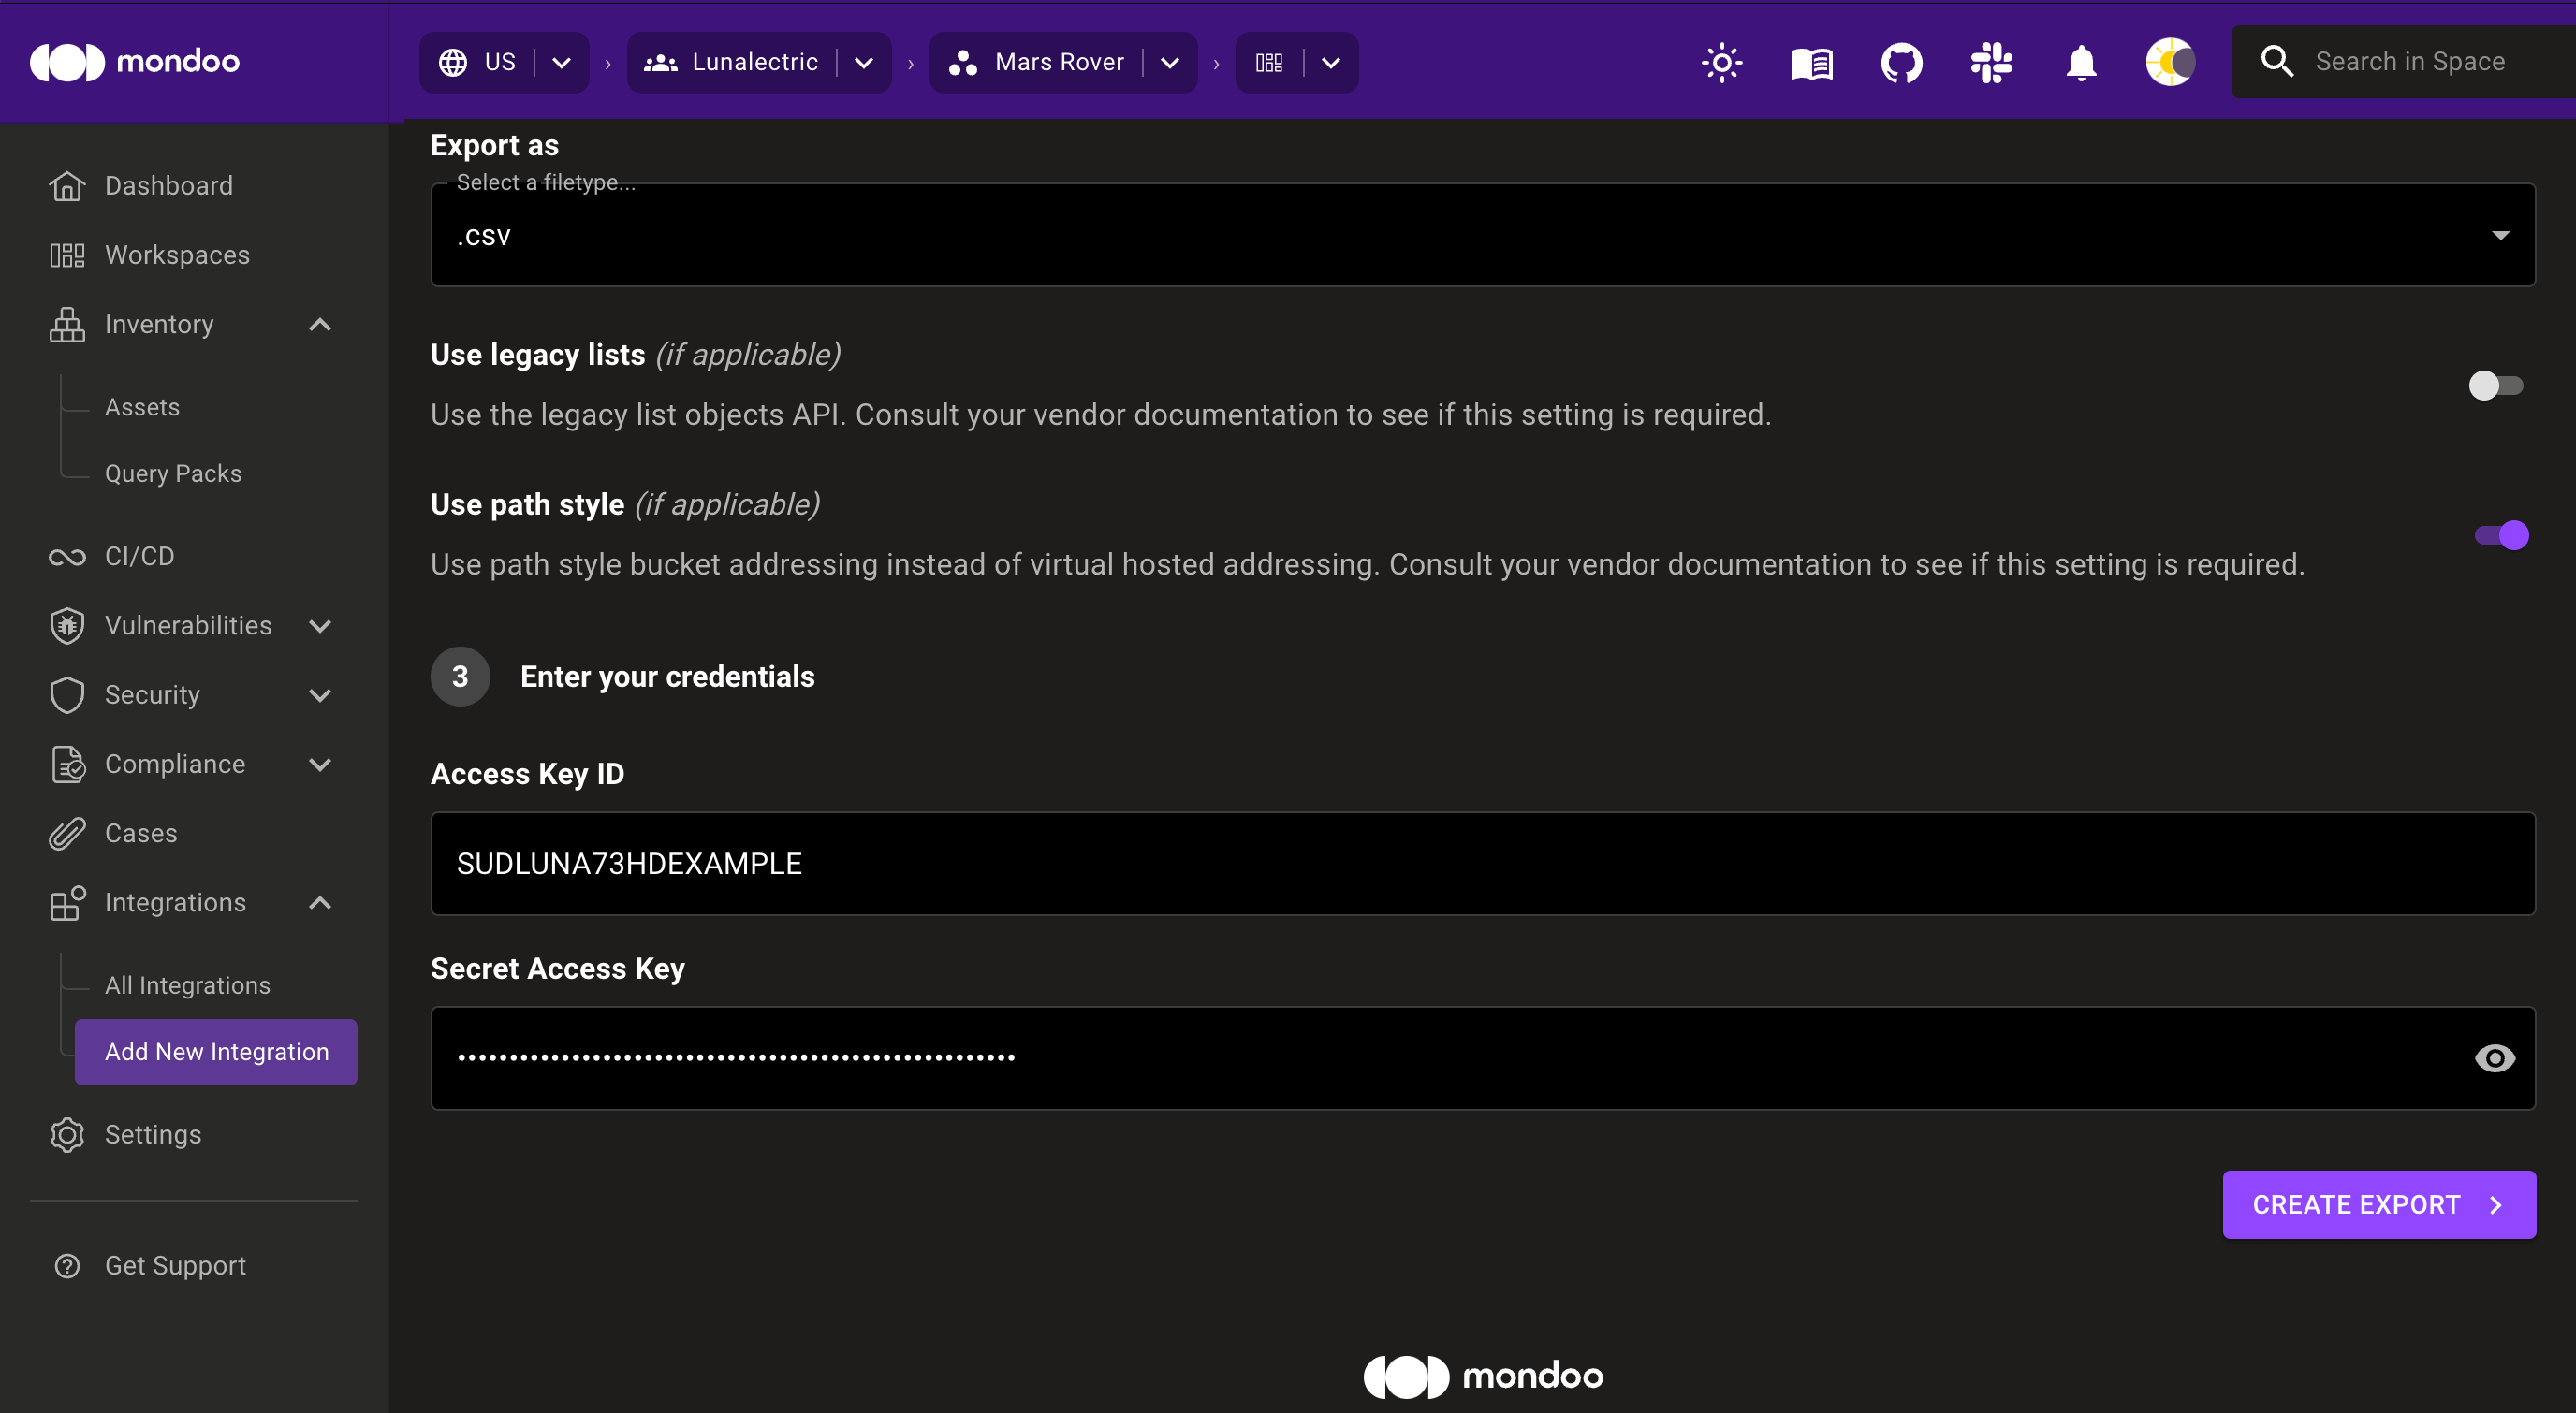 mondoo
US
Lunalectric
Mars Rover
Search in Space
Dashboard
Workspaces
Inventory
Assets
Query Packs
CI/CD
Vulnerabilities
Security
Compliance
Cases
Integrations
All Integrations
Add New Integration
Settings
Get Support
Export as
Select a filetype...
.csv
Use legacy lists (if applicable)
Use the legacy list objects API. Consult your vendor documentation to see if this setting is required.
Use path style (if applicable)
Use path style bucket addressing instead of virtual hosted addressing. Consult your vendor documentation to see if this setting is required.
3 Enter your credentials
Access Key ID
SUDLUNA73HDEXAMPLE
Secret Access Key
CREATE EXPORT
mondoo